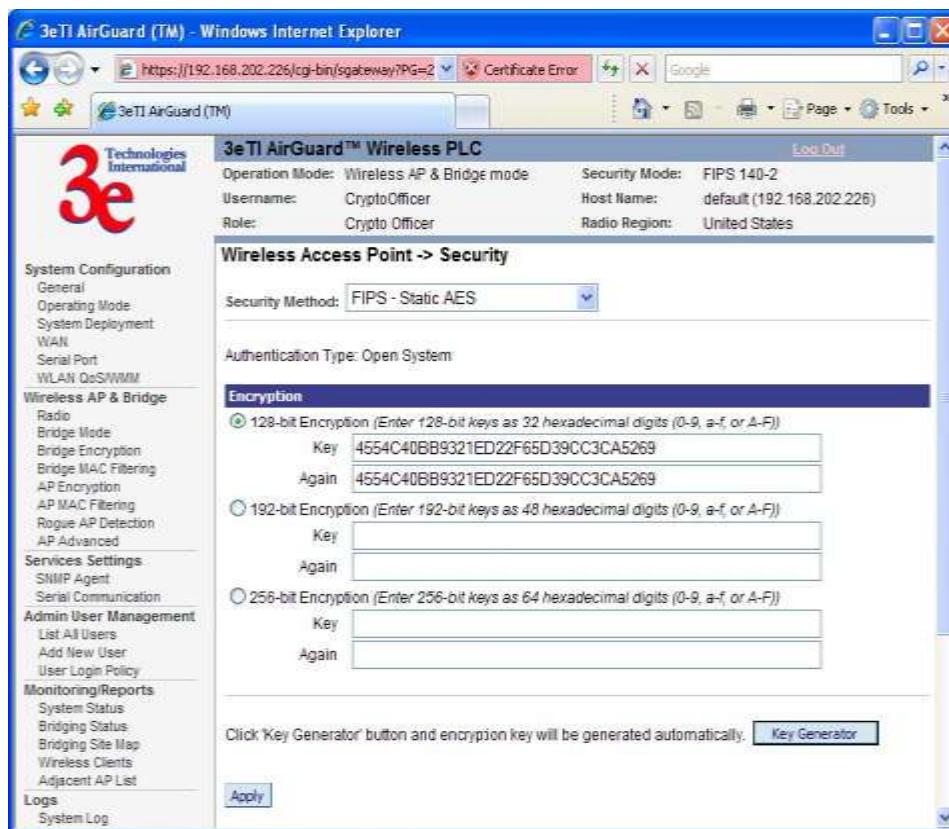 3eTI AirGuard (TM) - Windows Internet Explorer
https://192.168.202.226/cgi-bin/sgateway?PG=2
Certificate Error
Google
3eTI AirGuard (TM)
Page
Tools
3e Technologies International
3eTI AirGuard™ Wireless PLC
Log Out
Operation Mode: Wireless AP & Bridge mode
Security Mode: FIPS 140-2
Username: CryptoOfficer
Host Name: default (192.168.202.226)
Role: Crypto Officer
Radio Region: United States
System Configuration
General
Operating Mode
System Deployment
WAN
Serial Port
WLAN QoS/WMM
Wireless AP & Bridge
Radio
Bridge Mode
Bridge Encryption
Bridge MAC Filtering
AP Encryption
AP MAC Filtering
Rogue AP Detection
AP Advanced
Services Settings
SNMP Agent
Serial Communication
Admin User Management
List All Users
Add New User
User Login Policy
Monitoring/Reports
System Status
Bridging Status
Bridging Site Map
Wireless Clients
Adjacent AP List
Logs
System Log
Wireless Access Point -> Security
Security Method: FIPS - Static AES
Authentication Type: Open System
Encryption
128-bit Encryption (Enter 128-bit keys as 32 hexadecimal digits (0-9, a-f, or A-F))
Key 4554C40BB9321ED22F65D39CC3CA5269
Again 4554C40BB9321ED22F65D39CC3CA5269
192-bit Encryption (Enter 192-bit keys as 48 hexadecimal digits (0-9, a-f, or A-F))
Key
Again
256-bit Encryption (Enter 256-bit keys as 64 hexadecimal digits (0-9, a-f, or A-F))
Key
Again
Click 'Key Generator' button and encryption key will be generated automatically. Key Generator
Apply